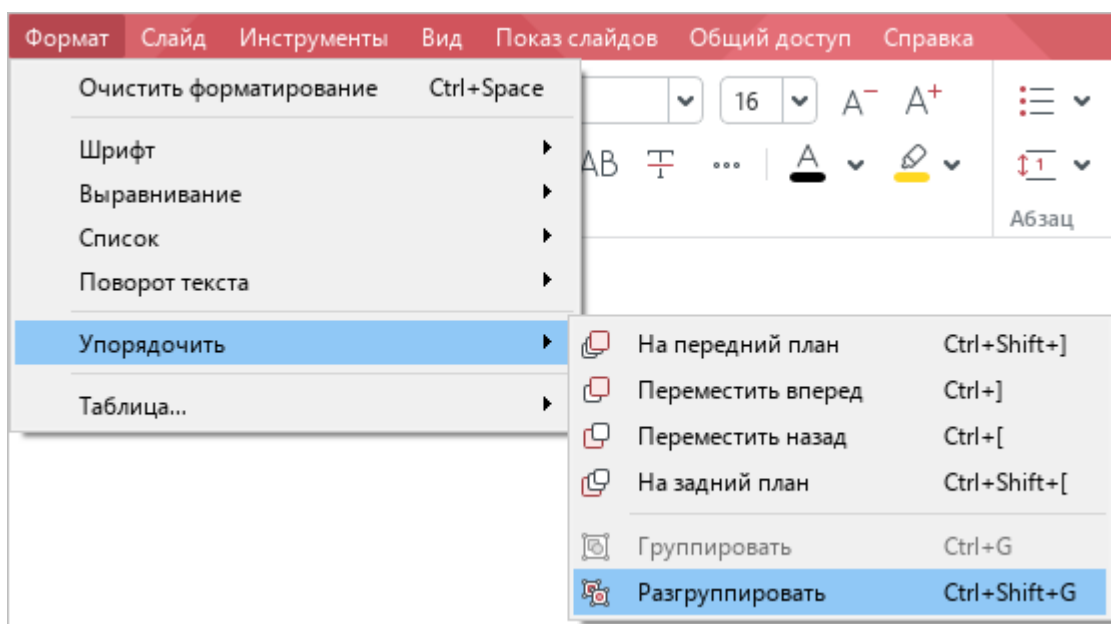 Формат Слайд Инструменты Вид Показ слайдов Общий доступ Справка
Очистить форматирование Ctrl+Space
16 A− A+
Шрифт
AB T ••• A
1
Выравнивание
Абзац
Список
Поворот текста
Упорядочить
Таблица...
На передний план Ctrl+Shift+]
Переместить вперед Ctrl+]
Переместить назад Ctrl+[
На задний план Ctrl+Shift+[
Группировать Ctrl+G
Разгруппировать Ctrl+Shift+G